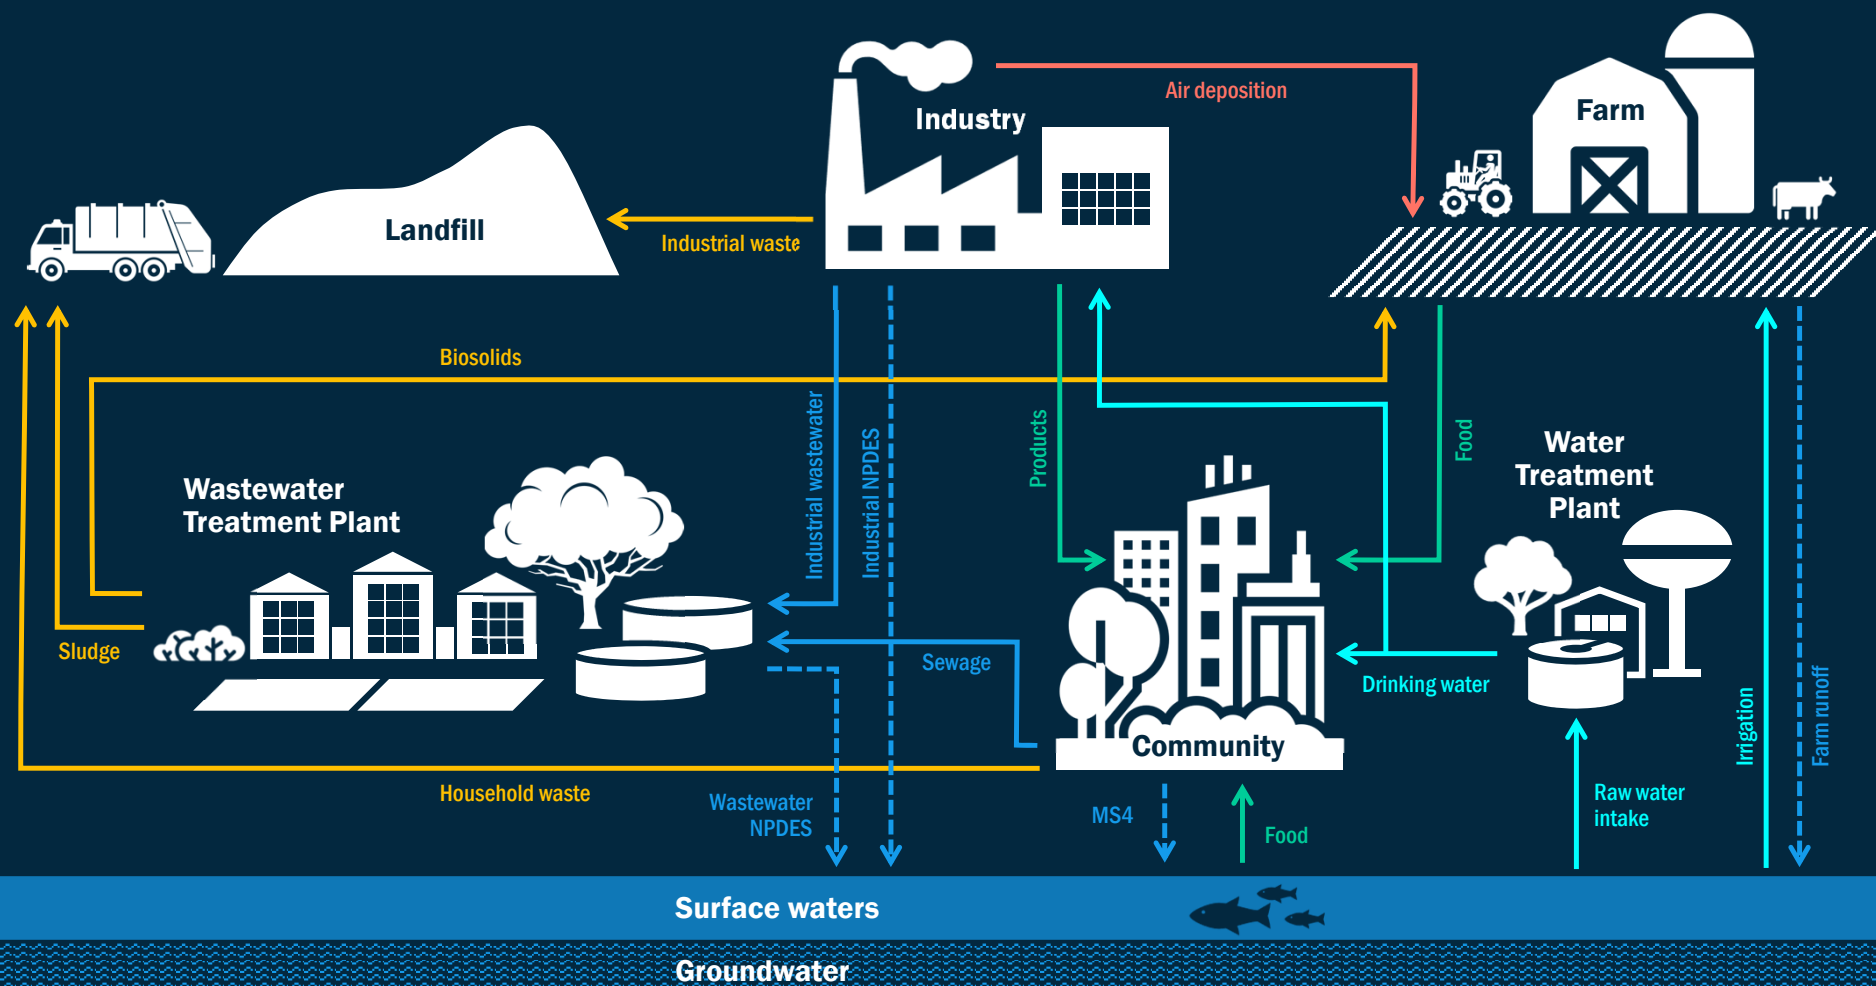 Air deposition
Industry
Farm
Landfill
Industrial waste
Biosolids
Industrial wastewater
Industrial NPDES
Products
Food
Water
Treatment
Plant
Wastewater
Treatment Plant
Sludge
Sewage
Drinking water
Irrigation
Farm runoff
Community
Household waste
Wastewater
NPDES
MS4
Food
Raw water
intake
Surface waters
Groundwater